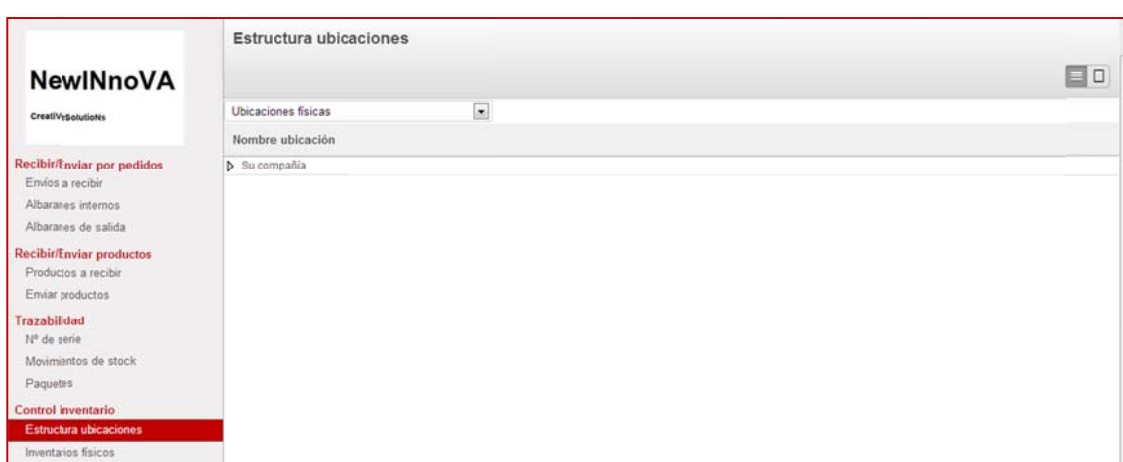 NewINnoVA
CreatiV?SolutioNs
Recibir/Enviar por pedidos
Envíos a recibir
Albaranes internos
Albaranes de salida
Recibir/Enviar productos
Productos a recibir
Enviar productos
Trazabilidad
Nº de serie
Movimientos de stock
Paquetes
Control inventario
Estructura ubicaciones
Inventarios físicos
Estructura ubicaciones
Ubicaciones físicas
Nombre ubicación
Su compañía